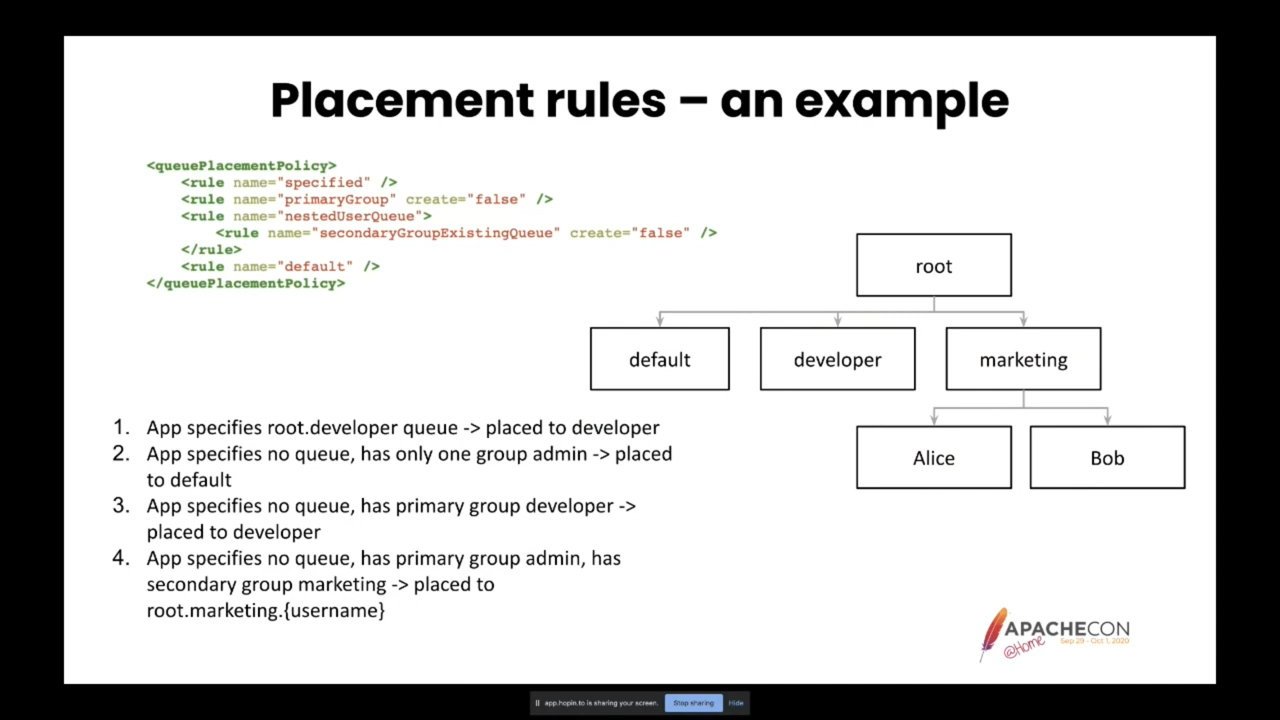 Placement rules – an example
<queuePlacementPolicy>
<rule name="specified" />
<rule name="primaryGroup" create="false" />
<rule name="nestedUserQueue">
<rule name="secondaryGroupExistingQueue" create="false" />
</rule>
<rule name="default" />
</queuePlacementPolicy>
root
default
developer
marketing
Alice
Bob
1. App specifies root.developer queue -> placed to developer
2. App specifies no queue, has only one group admin -> placed
to default
3. App specifies no queue, has primary group developer ->
placed to developer
4. App specifies no queue, has primary group admin, has
secondary group marketing -> placed to
root.marketing.{username}
APACHECON
Sep 29 - Oct 1, 2020
@Home
app.hopin.to is sharing your screen.
Stop sharing
Hide